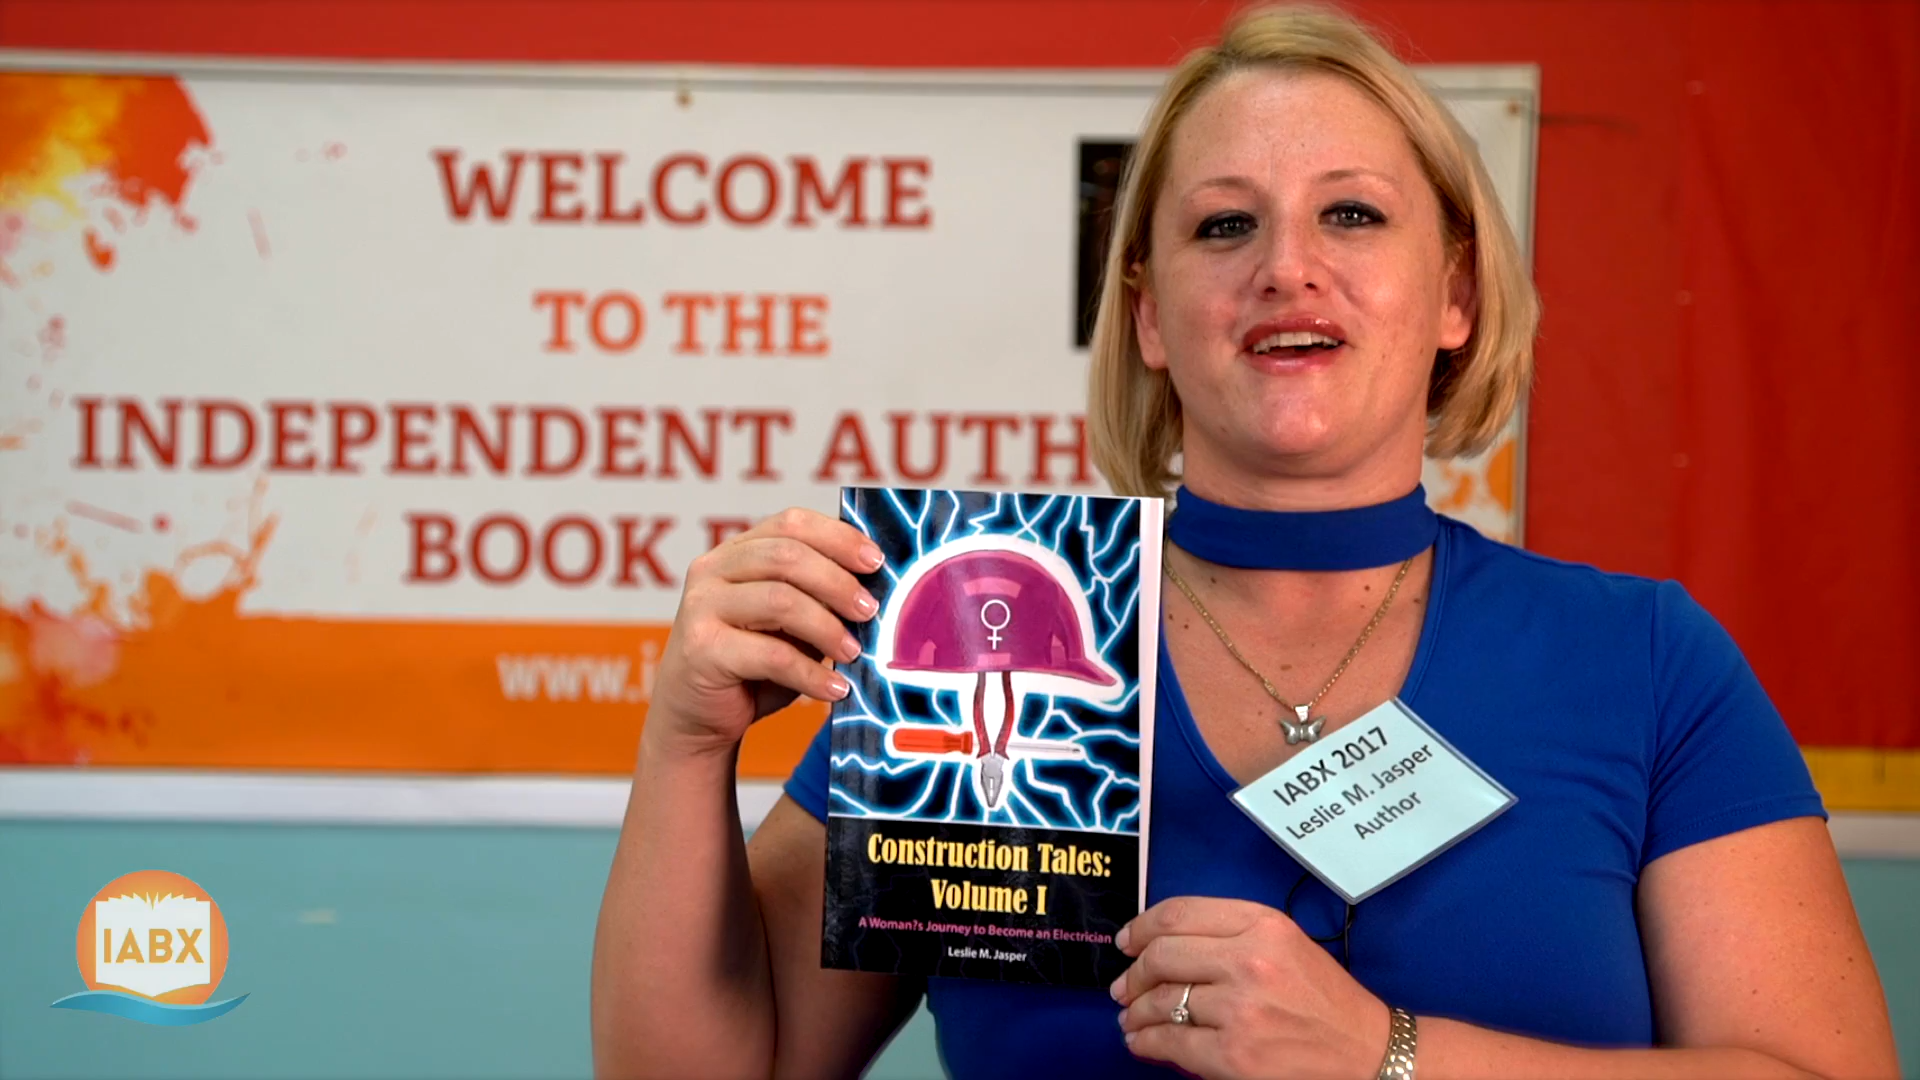 WELCOME
TO THE
INDEPENDENT AUTH
BOOK
www.i
Construction Tales:
Volume I
A Woman?s Journey to Become an Electrician
Leslie M. Jasper
IABX 2017
Leslie M. Jasper
Author
IABX